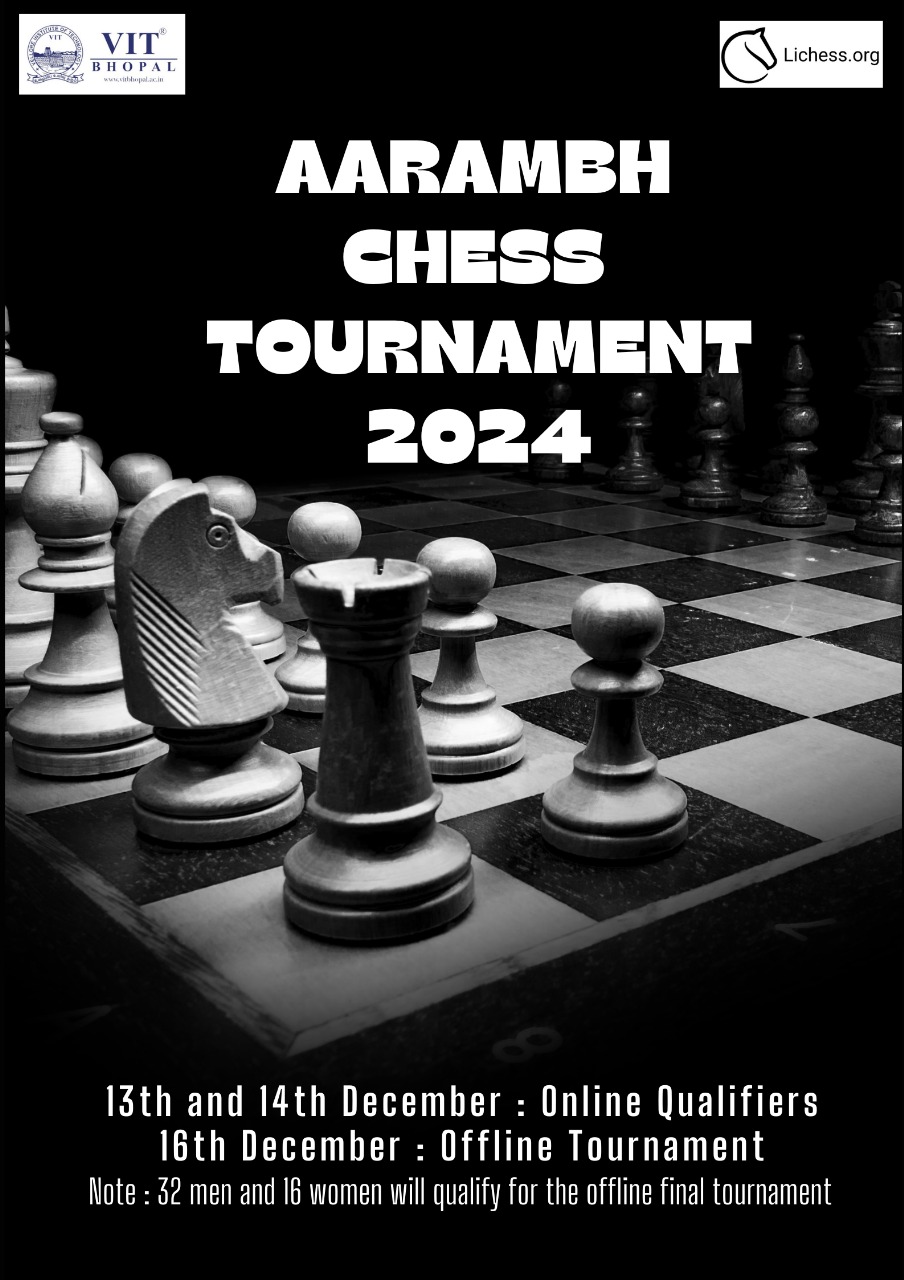 VIT®
BHOPAL
www.vitbhopal.ac.in
Lichess.org
AARAMBH
CHESS
TOURNAMENT
2024
8
13th and 14th December : Online Qualifiers
16th December : Offline Tournament
Note : 32 men and 16 women will qualify for the offline final tournament